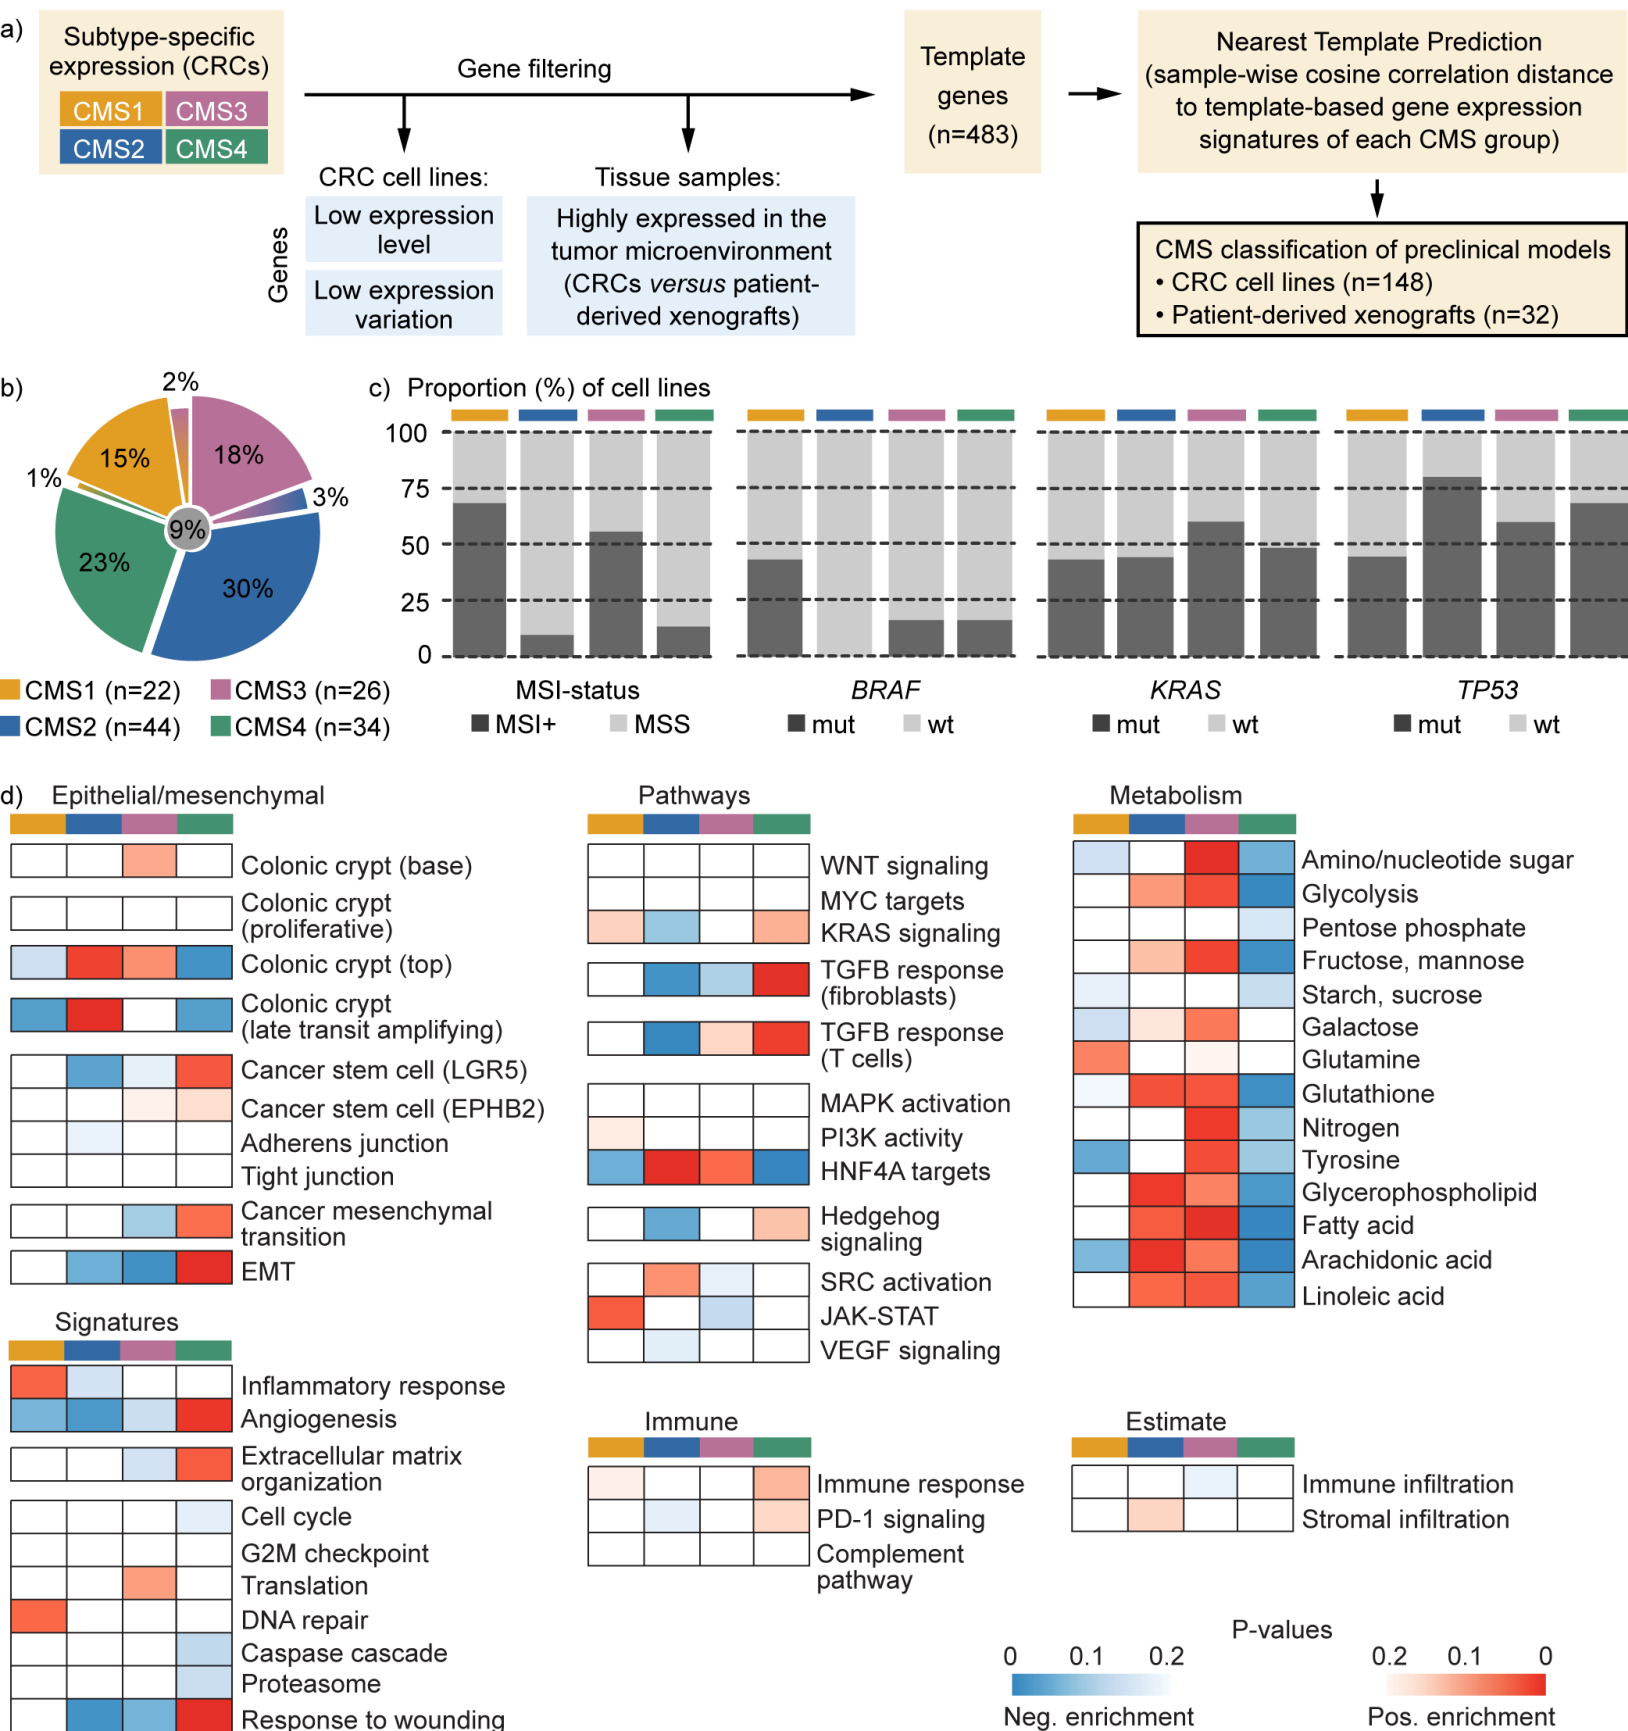 a)
Subtype-specific
expression (CRCs)
CMS1
CMS3
CMS2
CMS4
Gene filtering
Genes
CRC cell lines:
Low expression
level
Low expression
variation
Tissue samples:
Highly expressed in the
tumor microenvironment
(CRCs versus patient-
derived xenografts)
Template
genes
(n=483)
Nearest Template Prediction
(sample-wise cosine correlation distance
to template-based gene expression
signatures of each CMS group)
CMS classification of preclinical models
• CRC cell lines (n=148)
• Patient-derived xenografts (n=32)
b)
2%
15%
18%
1%
3%
9%
23%
30%
CMS1 (n=22)
CMS3 (n=26)
CMS2 (n=44)
CMS4 (n=34)
c)
Proportion (%) of cell lines
100
75
50
25
0
MSI-status
BRAF
KRAS
TP53
MSI+
MSS
mut
wt
mut
wt
mut
wt
d)
Epithelial/mesenchymal
Colonic crypt (base)
Colonic crypt
(proliferative)
Colonic crypt (top)
Colonic crypt
(late transit amplifying)
Cancer stem cell (LGR5)
Cancer stem cell (EPHB2)
Adherens junction
Tight junction
Cancer mesenchymal
transition
EMT
Signatures
Inflammatory response
Angiogenesis
Extracellular matrix
organization
Cell cycle
G2M checkpoint
Translation
DNA repair
Caspase cascade
Proteasome
Response to wounding
Pathways
WNT signaling
MYC targets
KRAS signaling
TGFB response
(fibroblasts)
TGFB response
(T cells)
MAPK activation
PI3K activity
HNF4A targets
Hedgehog
signaling
SRC activation
JAK-STAT
VEGF signaling
Immune
Immune response
PD-1 signaling
Complement
pathway
Metabolism
Amino/nucleotide sugar
Glycolysis
Pentose phosphate
Fructose, mannose
Starch, sucrose
Galactose
Glutamine
Glutathione
Nitrogen
Tyrosine
Glycerophospholipid
Fatty acid
Arachidonic acid
Linoleic acid
Estimate
Immune infiltration
Stromal infiltration
P-values
0
0.1
0.2
0.2
0.1
0
Neg. enrichment
Pos. enrichment